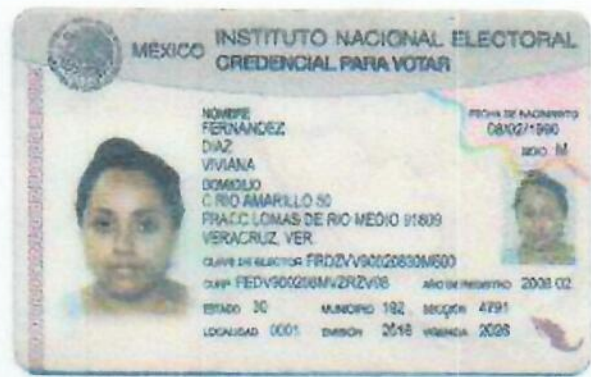 MÉXICO INSTITUTO NACIONAL ELECTORAL
CREDENCIAL PARA VOTAR
NOMBRE
FERNANDEZ
DIAZ
VIVIANA
FECHA DE NACIMIENTO
08/02/1990
SEXO M
DOMICILIO
C RIO AMARILLO 50
FRACC LOMAS DE RIO MEDIO 91809
VERACRUZ, VER.
CLAVE DE ELECTOR FRDZVV90020830M600
CURP FEDV900208MVZRZV08 AÑO DE REGISTRO 2008 02
ESTADO 30 MUNICIPIO 192 SECCIÓN 4791
LOCALIDAD 0001 EMISIÓN 2016 VIGENCIA 2026